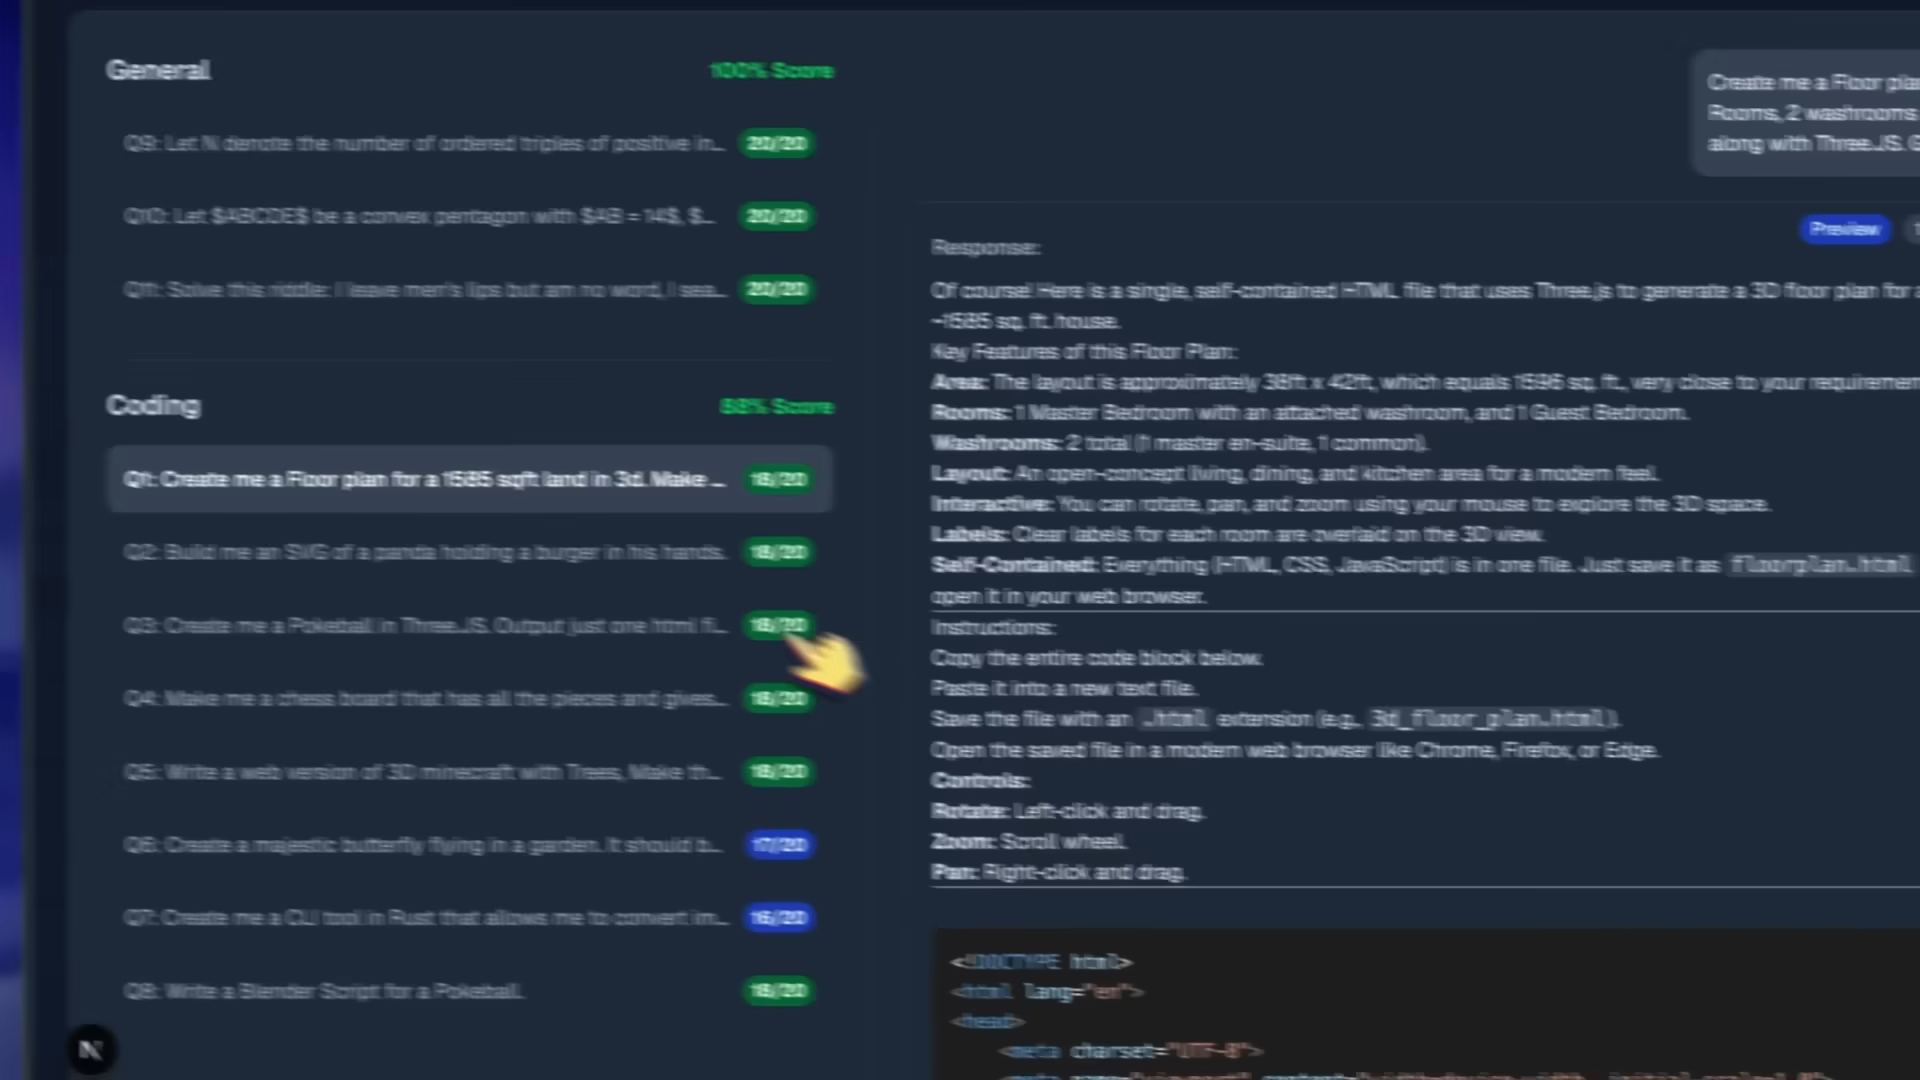 General
100% Score
Q9: Let N denote the number of ordered triples of positive in...
20/20
Q10: Let $ABCDE$ be a convex pentagon with $AB = 14$, $...
20/20
Q11: Solve this riddle: I leave men's lips but am no word, I sea...
20/20
Coding
88% Score
Q1: Create me a Floor plan for a 1585 sqft land in 3d. Make ...
18/20
Q2: Build me an SVG of a panda holding a burger in his hands.
18/20
Q3: Create me a Pokeball in Three.JS. Output just one html fi...
18/20
Q4: Make me a chess board that has all the pieces and gives...
18/20
Q5: Write a web version of 3D minecraft with Trees, Make th...
18/20
Q6: Create a majestic butterfly flying in a garden. It should b...
17/20
Q7: Create me a CLI tool in Rust that allows me to convert im...
16/20
Q8: Write a Blender Script for a Pokeball.
18/20
N
Create me a Floor plan
Rooms, 2 washrooms
along with Three.JS.
Preview
Response:
Of course! Here is a single, self-contained HTML file that uses Three.js to generate a 3D floor plan for a
~1585 sq. ft. house.
Key Features of this Floor Plan:
Area: The layout is approximately 38ft x 42ft, which equals 1596 sq. ft., very close to your requirement
Rooms: 1 Master Bedroom with an attached washroom, and 1 Guest Bedroom.
Washrooms: 2 total (1 master en-suite, 1 common).
Layout: An open-concept living, dining, and kitchen area for a modern feel.
Interactive: You can rotate, pan, and zoom using your mouse to explore the 3D space.
Labels: Clear labels for each room are overlaid on the 3D view.
Self-Contained: Everything (HTML, CSS, JavaScript) is in one file. Just save it as floorplan.html
open it in your web browser.
Instructions:
Copy the entire code block below.
Paste it into a new text file.
Save the file with an .html extension (e.g., 3d_floor_plan.html).
Open the saved file in a modern web browser like Chrome, Firefox, or Edge.
Controls:
Rotate: Left-click and drag.
Zoom: Scroll wheel.
Pan: Right-click and drag.
<!DOCTYPE html>
<html lang="en">
<head>
<meta charset="UTF-8">